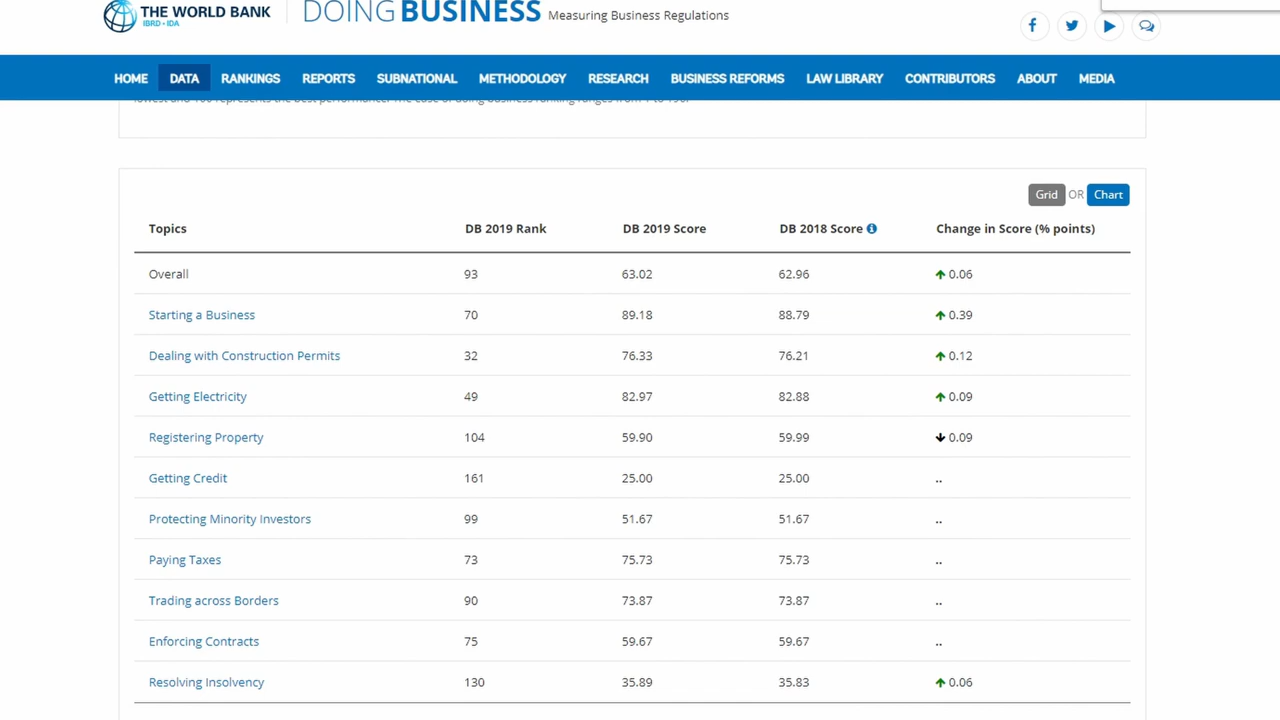 THE WORLD BANK
IBRD • IDA
DOING BUSINESS Measuring Business Regulations
HOME DATA RANKINGS REPORTS SUBNATIONAL METHODOLOGY RESEARCH BUSINESS REFORMS LAW LIBRARY CONTRIBUTORS ABOUT MEDIA
Grid OR Chart
Topics DB 2019 Rank DB 2019 Score DB 2018 Score Change in Score (% points)
Overall 93 63.02 62.96 0.06
Starting a Business 70 89.18 88.79 0.39
Dealing with Construction Permits 32 76.33 76.21 0.12
Getting Electricity 49 82.97 82.88 0.09
Registering Property 104 59.90 59.99 0.09
Getting Credit 161 25.00 25.00 ..
Protecting Minority Investors 99 51.67 51.67 ..
Paying Taxes 73 75.73 75.73 ..
Trading across Borders 90 73.87 73.87 ..
Enforcing Contracts 75 59.67 59.67 ..
Resolving Insolvency 130 35.89 35.83 0.06